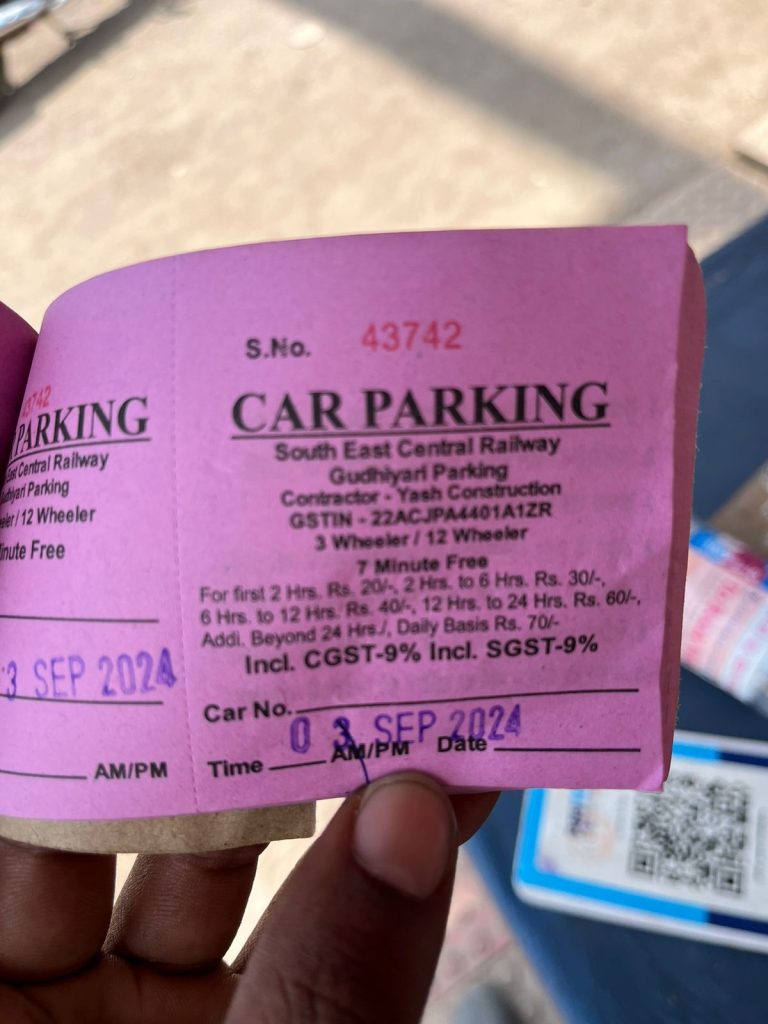 43742
PARKING
East Central Railway
Gudhiyari Parking
eeler / 12 Wheeler
inute Free
3 SEP 2024
AM/PM
S.No. 43742
CAR PARKING
South East Central Railway
Gudhiyari Parking
Contractor - Yash Construction
GSTIN - 22ACJPA4401A1ZR
3 Wheeler / 12 Wheeler
7 Minute Free
For first 2 Hrs. Rs. 20/-, 2 Hrs. to 6 Hrs. Rs. 30/-,
6 Hrs. to 12 Hrs. Rs. 40/-, 12 Hrs. to 24 Hrs. Rs. 60/-,
Addl. Beyond 24 Hrs./, Daily Basis Rs. 70/-
Incl. CGST-9% Incl. SGST-9%
Car No.
03 SEP 2024
Time AM/PM Date